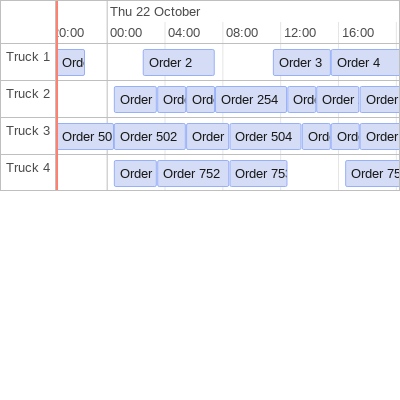 Thu 22 October
0:00 00:00 04:00 08:00 12:00 16:00
Truck 1 Ord Order 2 Order 3 Order 4
Truck 2 Order Ord Ord Order 254 Ord Order Order
Truck 3 Order 50 Order 502 Order Order 504 Ord Ord Order
Truck 4 Order Order 752 Order 75 Order 75